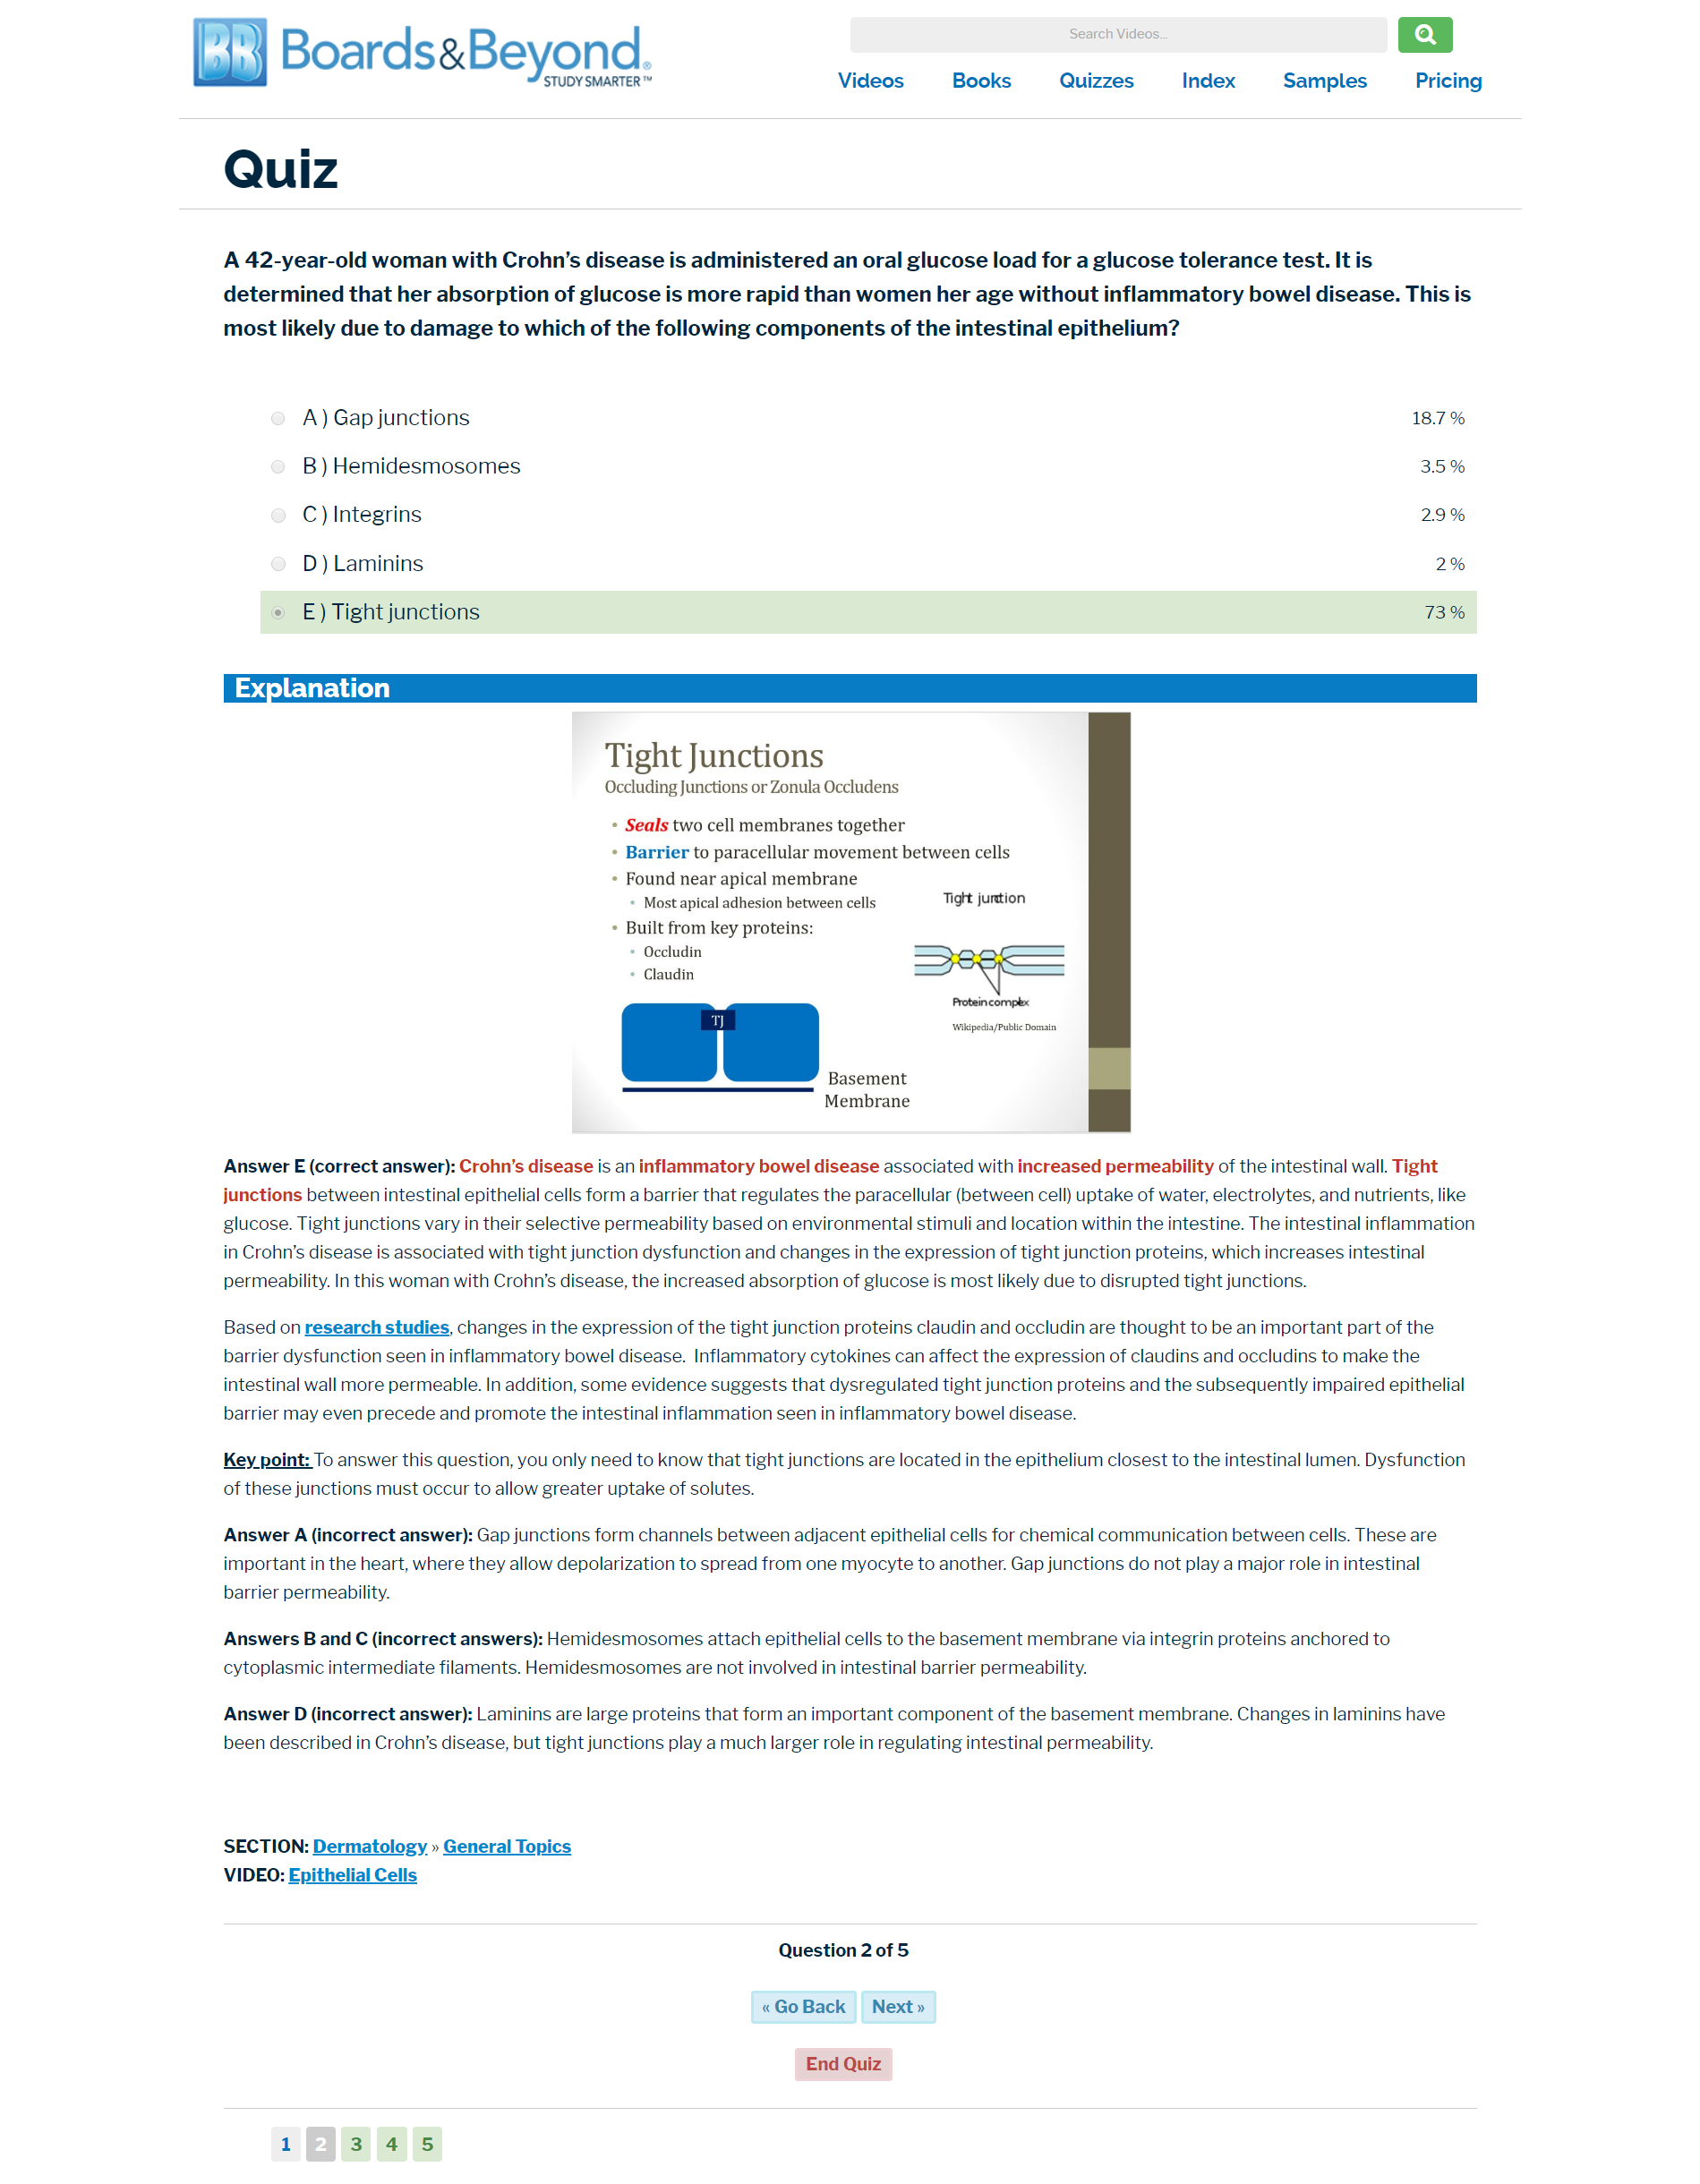 BB Boards&Beyond®
STUDY SMARTER™
Search Videos...
Videos Books Quizzes Index Samples Pricing
Quiz
A 42-year-old woman with Crohn’s disease is administered an oral glucose load for a glucose tolerance test. It is
determined that her absorption of glucose is more rapid than women her age without inflammatory bowel disease. This is
most likely due to damage to which of the following components of the intestinal epithelium?
A ) Gap junctions 18.7 %
B ) Hemidesmosomes 3.5 %
C ) Integrins 2.9 %
D ) Laminins 2 %
E ) Tight junctions 73 %
Explanation
Tight Junctions
Occluding Junctions or Zonula Occludens
• Seals two cell membranes together
• Barrier to paracellular movement between cells
• Found near apical membrane
• Most apical adhesion between cells
• Built from key proteins:
• Occludin
• Claudin
Tight junction
Protein complex
Wikipedia/Public Domain
TJ
Basement
Membrane
Answer E (correct answer): Crohn’s disease is an inflammatory bowel disease associated with increased permeability of the intestinal wall. Tight
junctions between intestinal epithelial cells form a barrier that regulates the paracellular (between cell) uptake of water, electrolytes, and nutrients, like
glucose. Tight junctions vary in their selective permeability based on environmental stimuli and location within the intestine. The intestinal inflammation
in Crohn’s disease is associated with tight junction dysfunction and changes in the expression of tight junction proteins, which increases intestinal
permeability. In this woman with Crohn’s disease, the increased absorption of glucose is most likely due to disrupted tight junctions.
Based on research studies, changes in the expression of the tight junction proteins claudin and occludin are thought to be an important part of the
barrier dysfunction seen in inflammatory bowel disease.  Inflammatory cytokines can affect the expression of claudins and occludins to make the
intestinal wall more permeable. In addition, some evidence suggests that dysregulated tight junction proteins and the subsequently impaired epithelial
barrier may even precede and promote the intestinal inflammation seen in inflammatory bowel disease.
Key point: To answer this question, you only need to know that tight junctions are located in the epithelium closest to the intestinal lumen. Dysfunction
of these junctions must occur to allow greater uptake of solutes.
Answer A (incorrect answer): Gap junctions form channels between adjacent epithelial cells for chemical communication between cells. These are
important in the heart, where they allow depolarization to spread from one myocyte to another. Gap junctions do not play a major role in intestinal
barrier permeability.
Answers B and C (incorrect answers): Hemidesmosomes attach epithelial cells to the basement membrane via integrin proteins anchored to
cytoplasmic intermediate filaments. Hemidesmosomes are not involved in intestinal barrier permeability.
Answer D (incorrect answer): Laminins are large proteins that form an important component of the basement membrane. Changes in laminins have
been described in Crohn’s disease, but tight junctions play a much larger role in regulating intestinal permeability.
SECTION: Dermatology » General Topics
VIDEO: Epithelial Cells
Question 2 of 5
« Go Back Next »
End Quiz
1 2 3 4 5